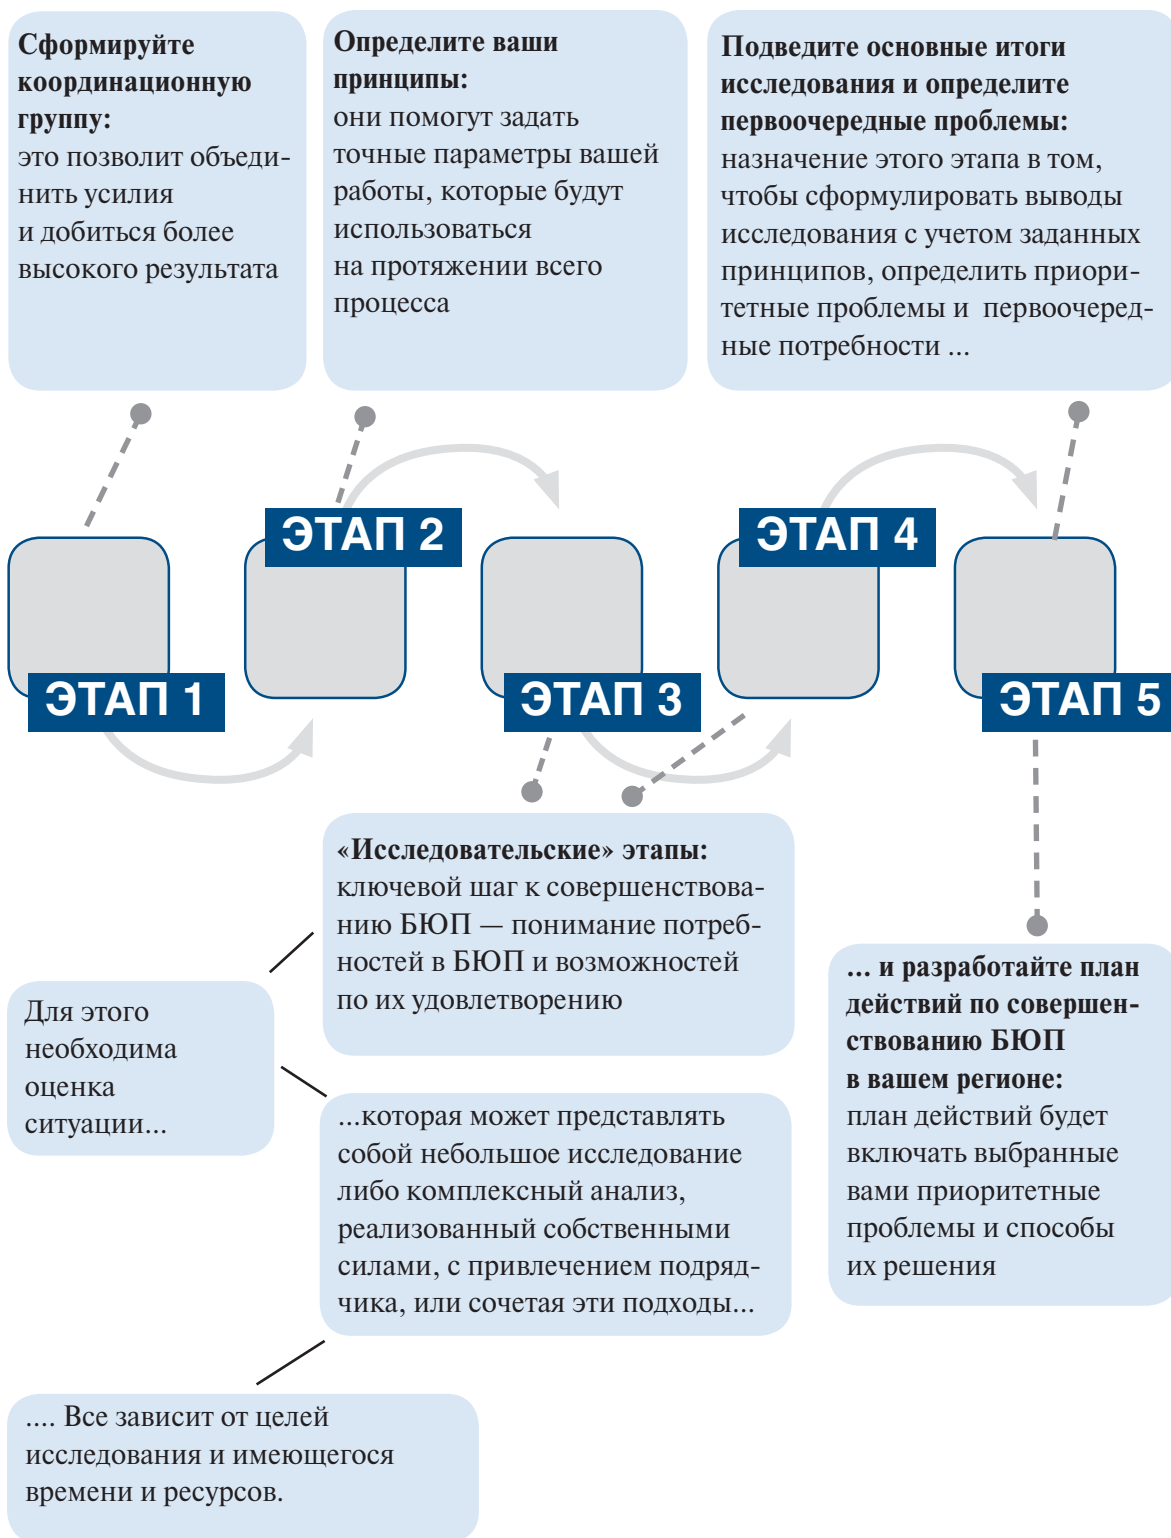 Сформируйте
координационную
группу:
это позволит объеди-
нить усилия
и добиться более
высокого результата
Определите ваши
принципы:
они помогут задать
точные параметры вашей
работы, которые будут
использоваться
на протяжении всего
процесса
Подведите основные итоги
исследования и определите
первоочередные проблемы:
назначение этого этапа в том,
чтобы сформулировать выводы
исследования с учетом заданных
принципов, определить приори-
тетные проблемы и первоочеред-
ные потребности ...
ЭТАП 1
ЭТАП 2
ЭТАП 3
ЭТАП 4
ЭТАП 5
«Исследовательские» этапы:
ключевой шаг к совершенствова-
нию БЮП — понимание потреб-
ностей в БЮП и возможностей
по их удовлетворению
Для этого
необходима
оценка
ситуации...
...которая может представлять
собой небольшое исследование
либо комплексный анализ,
реализованный собственными
силами, с привлечением подряд-
чика, или сочетая эти подходы...
.... Все зависит от целей
исследования и имеющегося
времени и ресурсов.
... и разработайте план
действий по совершен-
ствованию БЮП
в вашем регионе:
план действий будет
включать выбранные
вами приоритетные
проблемы и способы
их решения